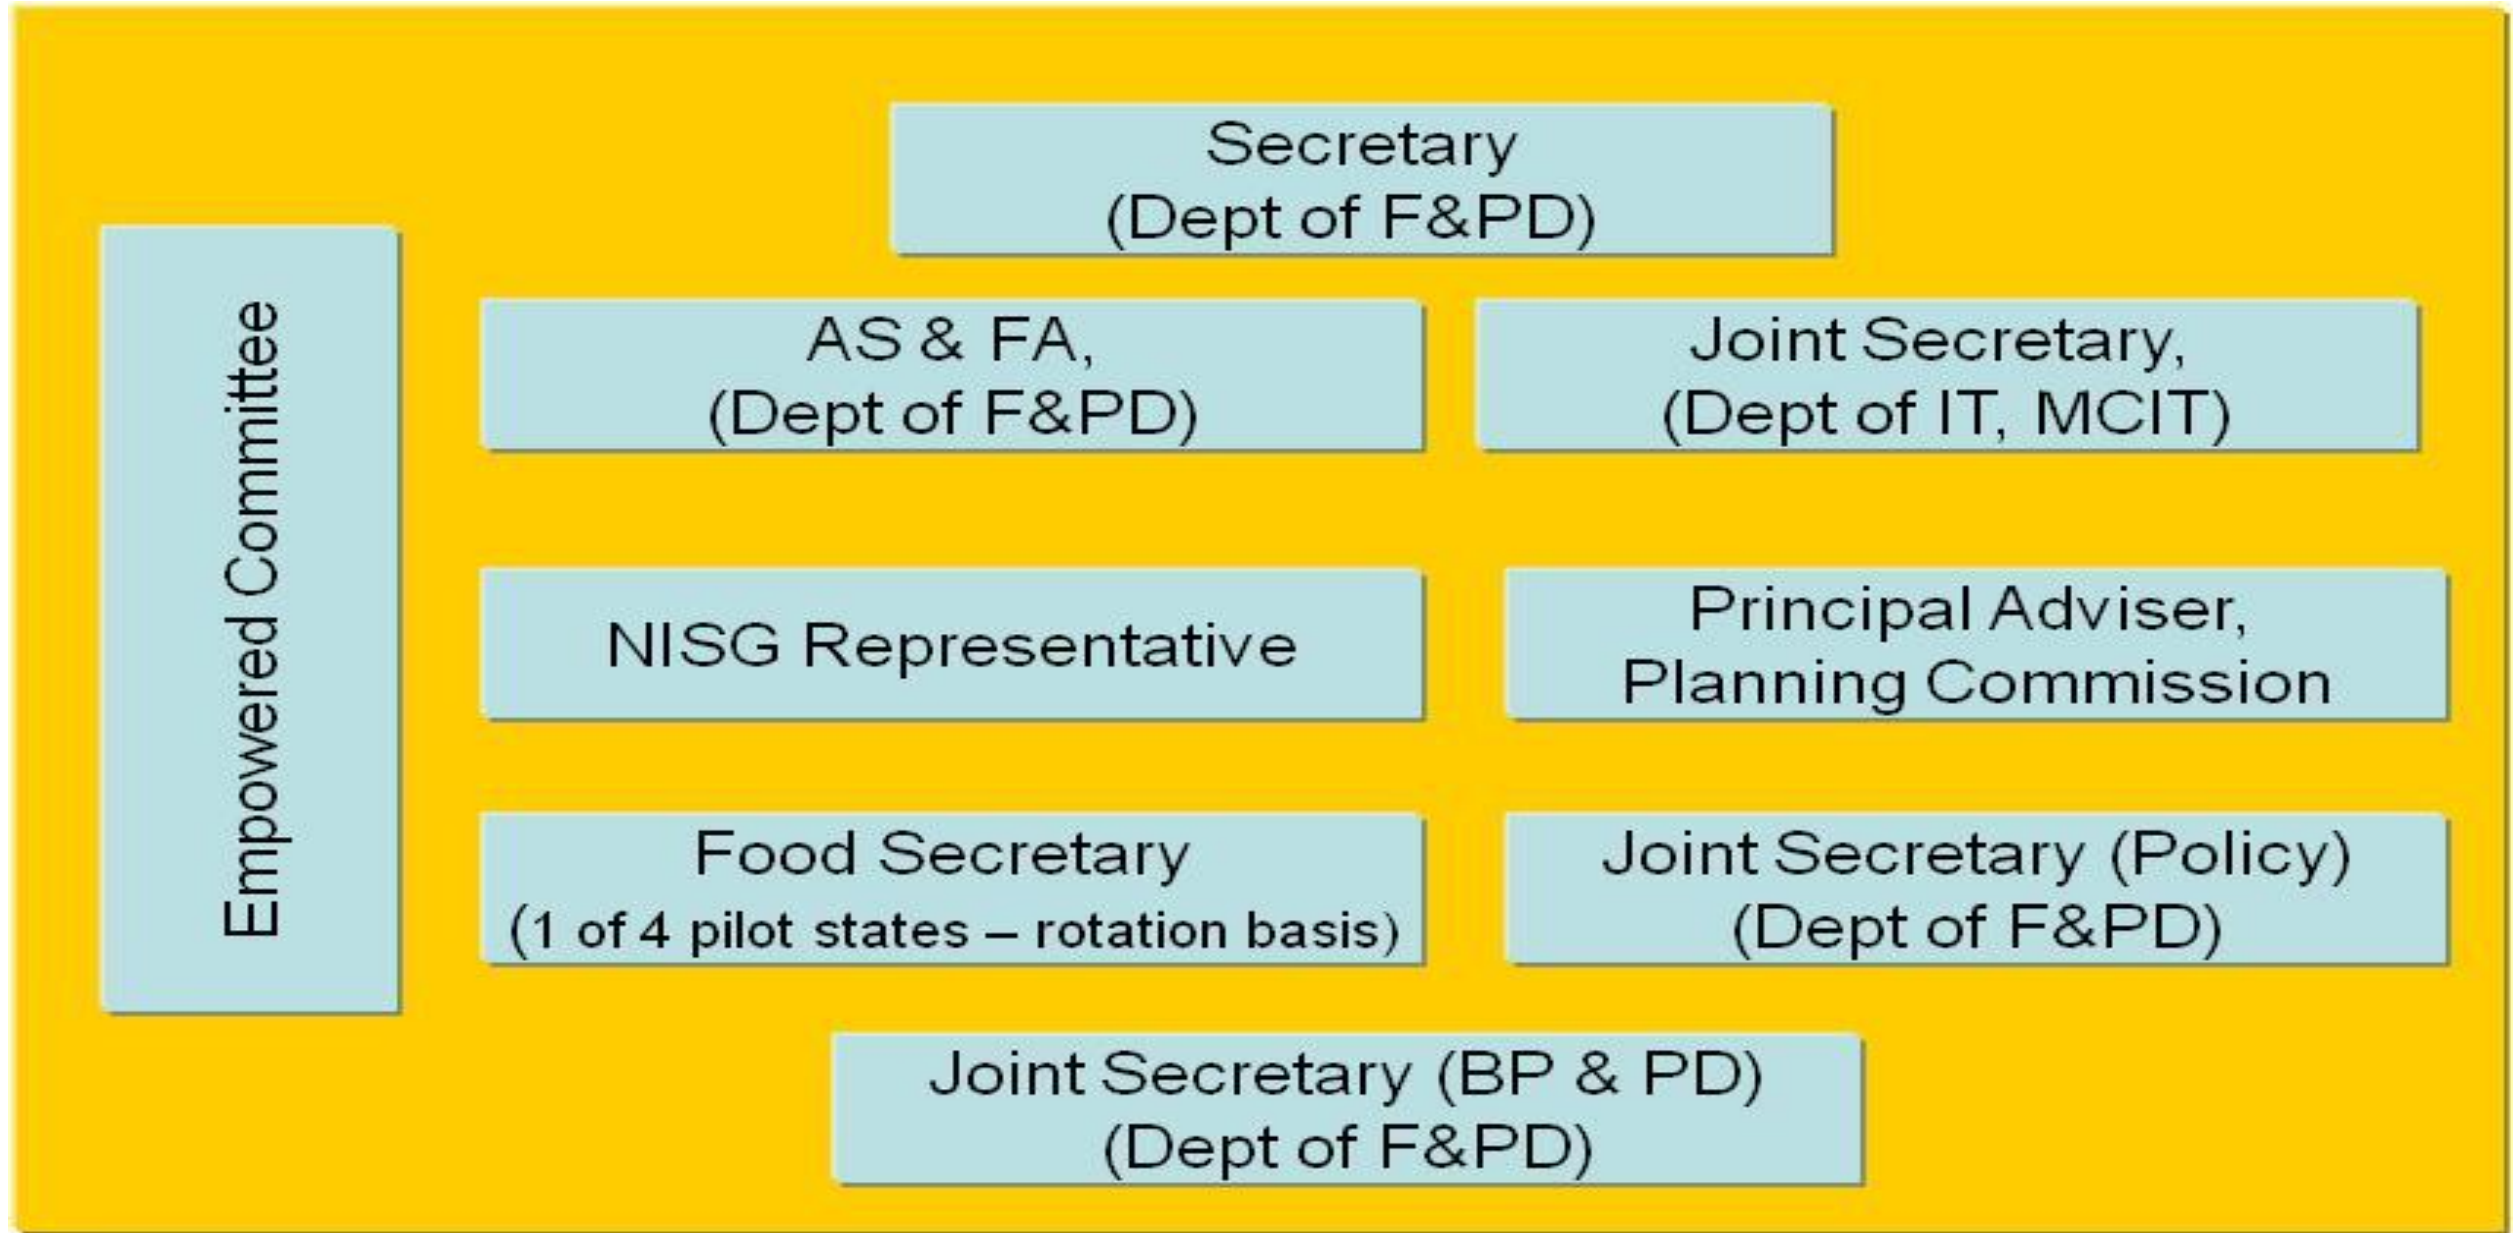 Empowered Committee
Secretary
(Dept of F&PD)
AS & FA,
(Dept of F&PD)
Joint Secretary,
(Dept of IT, MCIT)
NISG Representative
Principal Adviser,
Planning Commission
Food Secretary
(1 of 4 pilot states – rotation basis)
Joint Secretary (Policy)
(Dept of F&PD)
Joint Secretary (BP & PD)
(Dept of F&PD)